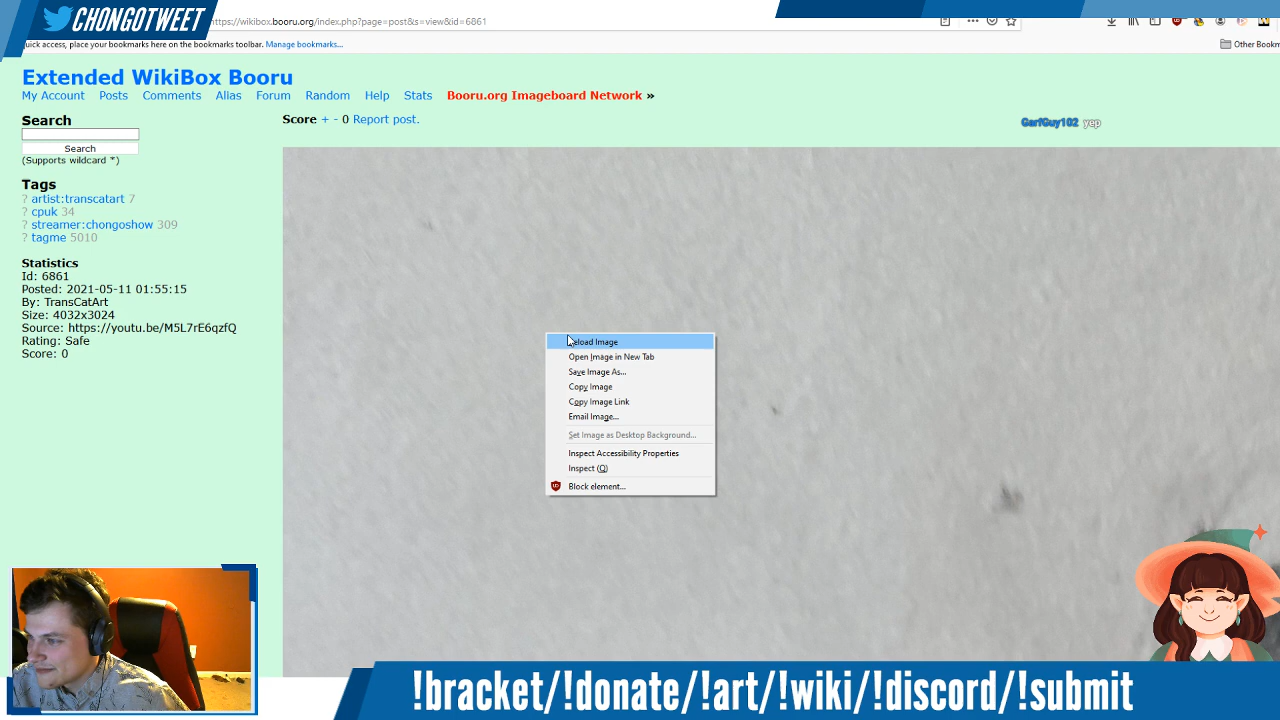 CHONGOTWEET
https://wikibox.booru.org/index.php?page=post&s=view&id=6861
quick access, place your bookmarks here on the bookmarks toolbar. Manage bookmarks...
Other Bookm
Extended WikiBox Booru
My Account Posts Comments Alias Forum Random Help Stats Booru.org Imageboard Network »
Search
Score + - 0 Report post.
GarfGuy102 yep
Search
(Supports wildcard *)
Tags
? artist:transcatart 7
? cpuk 34
? streamer:chongoshow 309
? tagme 5010
Statistics
Id: 6861
Posted: 2021-05-11 01:55:15
By: TransCatArt
Size: 4032x3024
Source: https://youtu.be/M5L7rE6qzfQ
Rating: Safe
Score: 0
Reload Image
Open Image in New Tab
Save Image As...
Copy Image
Copy Image Link
Email Image...
Set Image as Desktop Background...
Inspect Accessibility Properties
Inspect (Q)
Block element...
!bracket/!donate/!art/!wiki/!discord/!submit